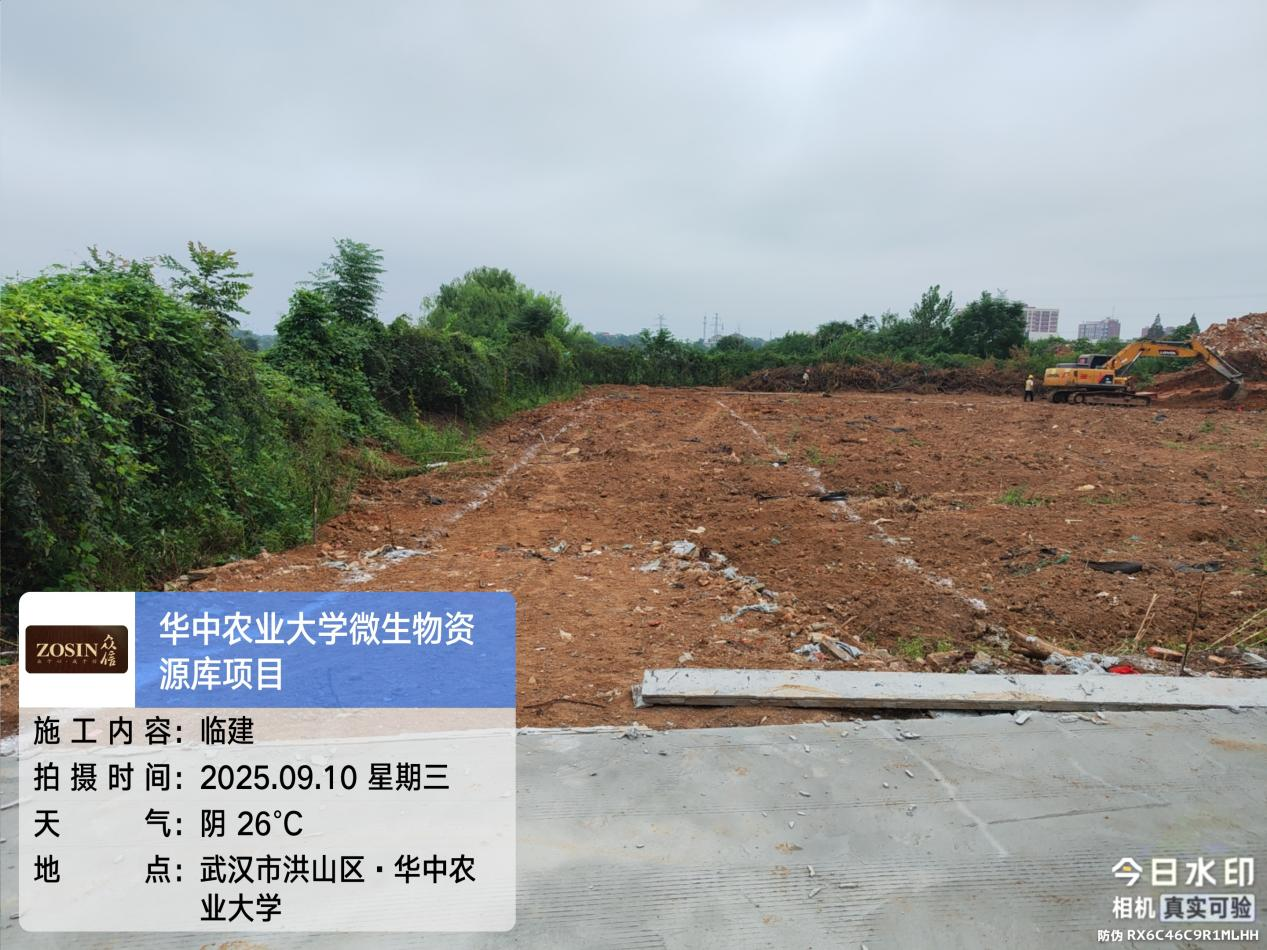 华中农业大学微生物资
源库项目
ZOSIN 众信
施工内容：临建
拍摄时间：2025.09.10 星期三
天气：阴 26℃
地点：武汉市洪山区·华中农
业大学
今日水印
相机 真实可验
防伪 RX6C46C9R1MLHH